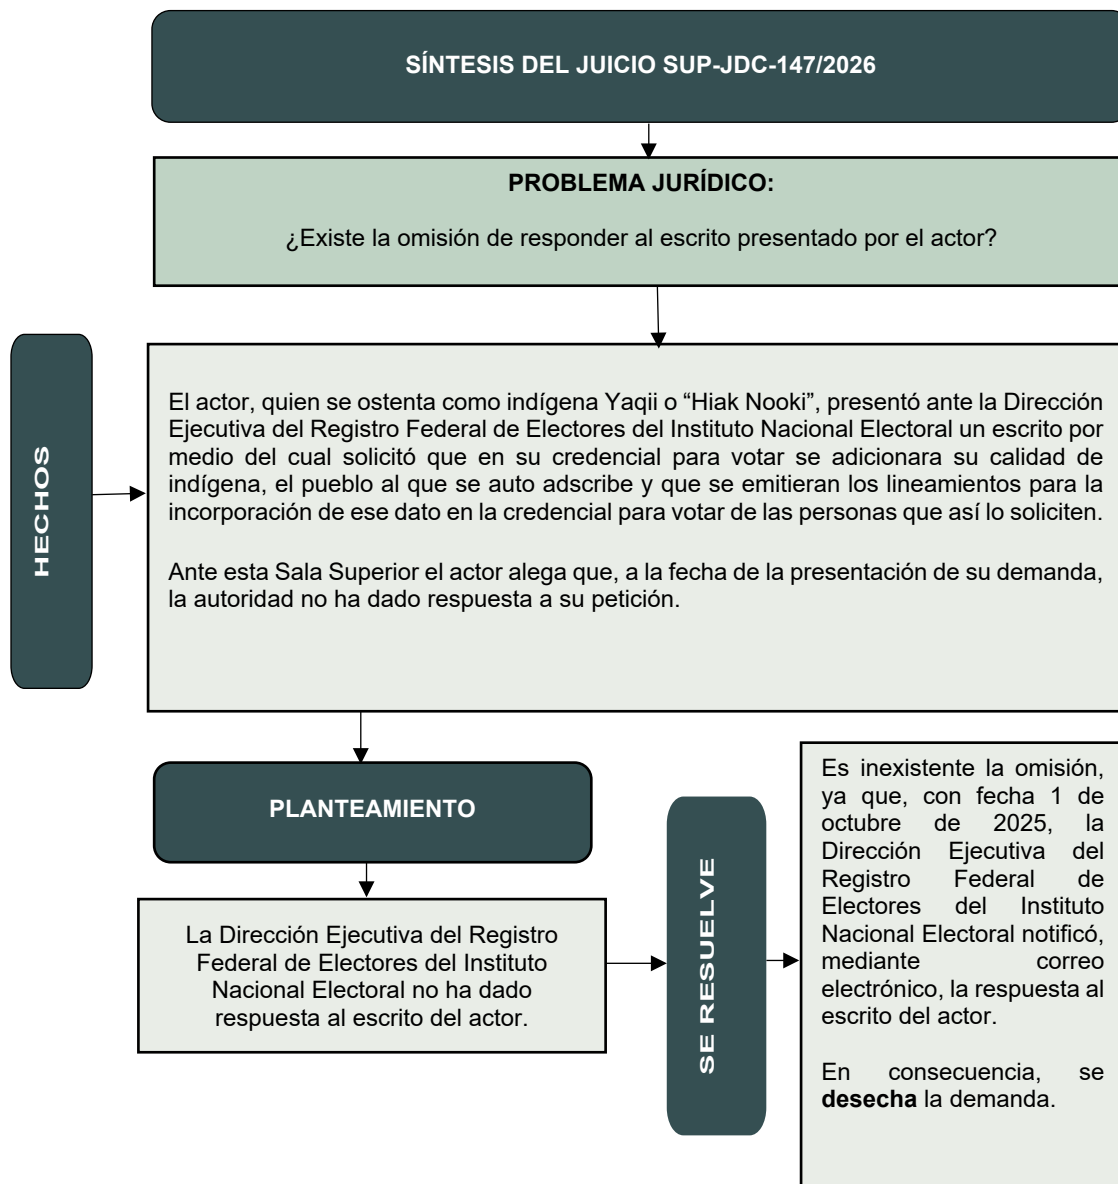 SÍNTESIS DEL JUICIO SUP-JDC-147/2026
PROBLEMA JURÍDICO:
¿Existe la omisión de responder al escrito presentado por el actor?
HECHOS
El actor, quien se ostenta como indígena Yaqii o “Hiak Nooki”, presentó ante la Dirección
Ejecutiva del Registro Federal de Electores del Instituto Nacional Electoral un escrito por
medio del cual solicitó que en su credencial para votar se adicionara su calidad de
indígena, el pueblo al que se auto adscribe y que se emitieran los lineamientos para la
incorporación de ese dato en la credencial para votar de las personas que así lo soliciten.
Ante esta Sala Superior el actor alega que, a la fecha de la presentación de su demanda,
la autoridad no ha dado respuesta a su petición.
PLANTEAMIENTO
La Dirección Ejecutiva del Registro
Federal de Electores del Instituto
Nacional Electoral no ha dado
respuesta al escrito del actor.
SE RESUELVE
Es inexistente la omisión,
ya que, con fecha 1 de
octubre de 2025, la
Dirección Ejecutiva del
Registro Federal de
Electores del Instituto
Nacional Electoral notificó,
mediante correo
electrónico, la respuesta al
escrito del actor.
En consecuencia, se
desecha la demanda.